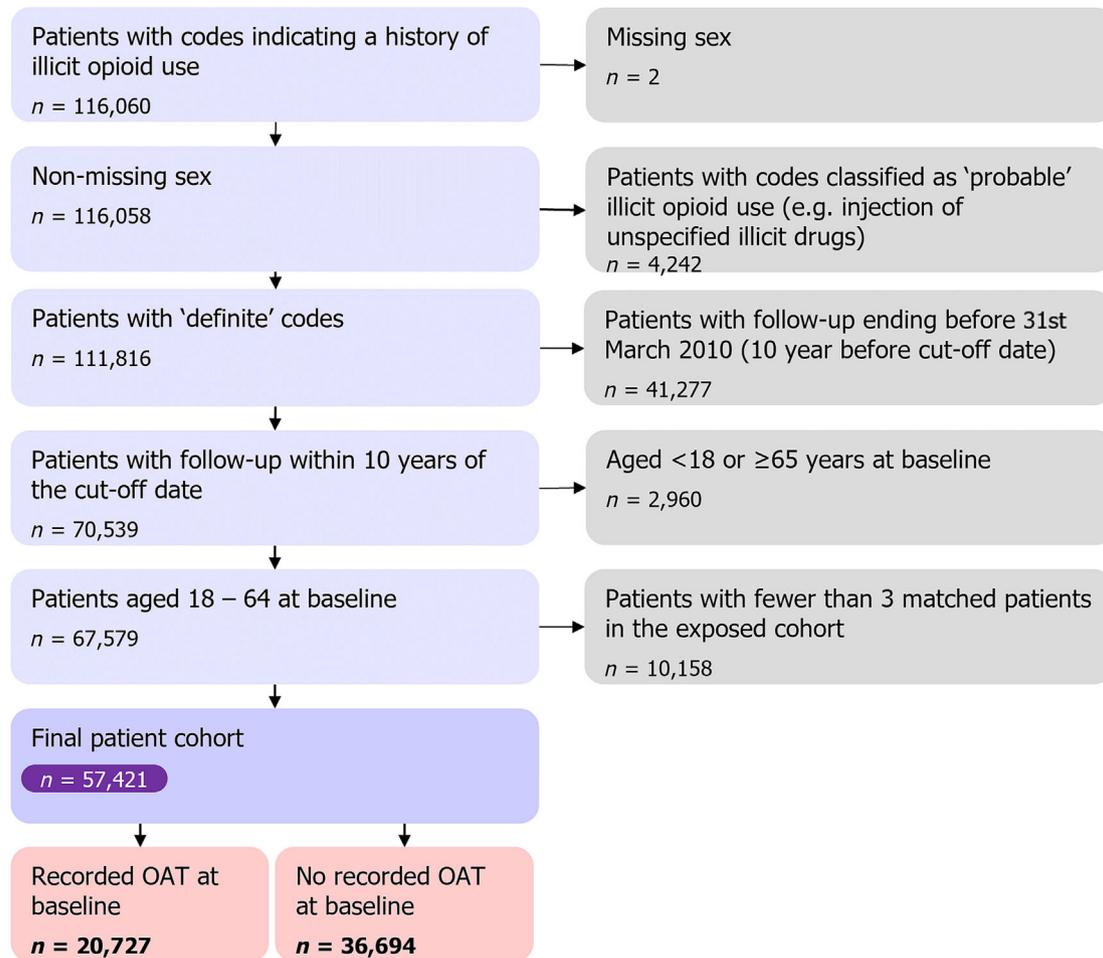 Patients with codes indicating a history of
illicit opioid use
n = 116,060
Missing sex
n = 2
Non-missing sex
n = 116,058
Patients with codes classified as ‘probable’
illicit opioid use (e.g. injection of
unspecified illicit drugs)
n = 4,242
Patients with ‘definite’ codes
n = 111,816
Patients with follow-up ending before 31st
March 2010 (10 year before cut-off date)
n = 41,277
Patients with follow-up within 10 years of
the cut-off date
n = 70,539
Aged <18 or ≥65 years at baseline
n = 2,960
Patients aged 18 – 64 at baseline
n = 67,579
Patients with fewer than 3 matched patients
in the exposed cohort
n = 10,158
Final patient cohort
n = 57,421
Recorded OAT at
baseline
n = 20,727
No recorded OAT
at baseline
n = 36,694